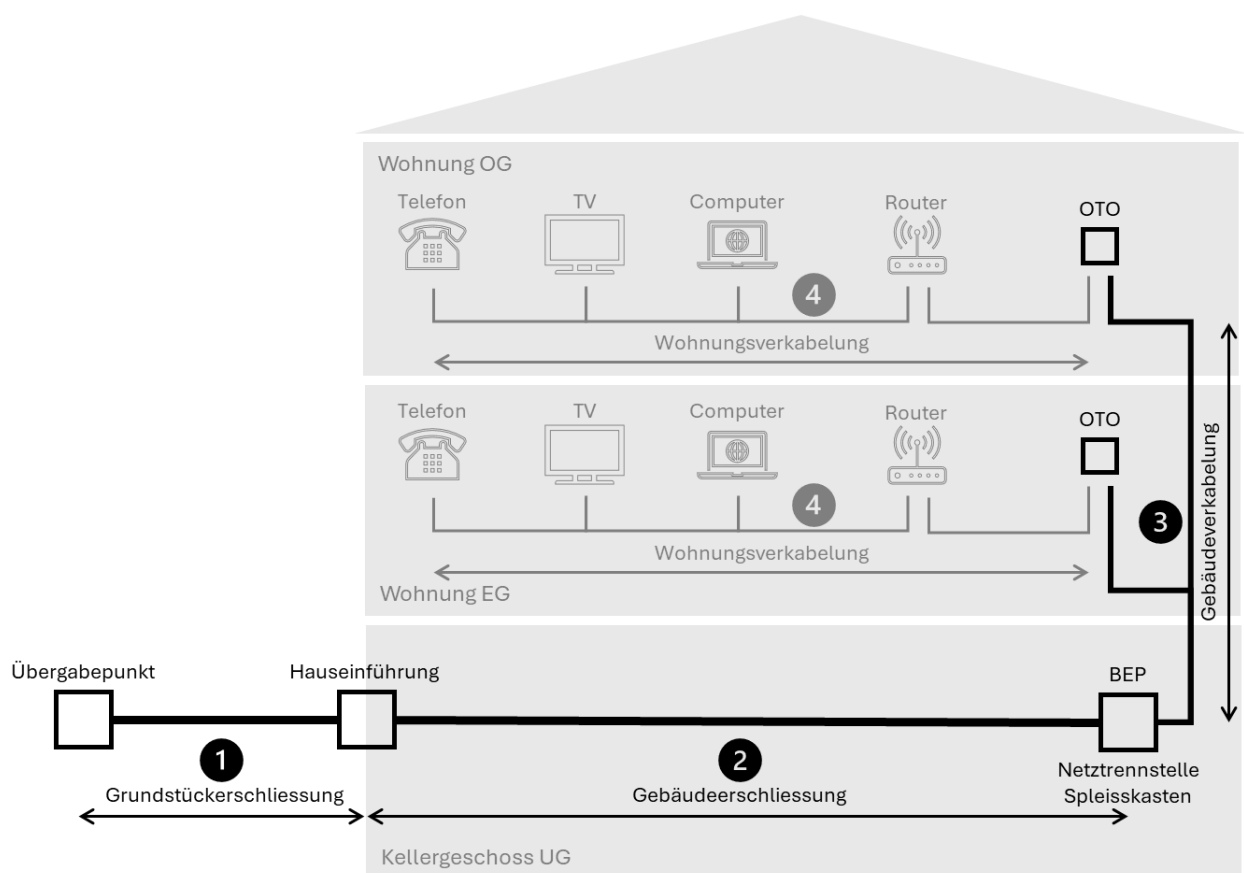 Wohnung OG
Telefon
TV
Computer
Router
OTO
4
Wohnungsverkabelung
Telefon
TV
Computer
Router
OTO
4
Wohnungsverkabelung
Wohnung EG
3
Gebäudeverkabelung
Übergabepunkt
Hauseinführung
BEP
1
Grundstückerschliessung
2
Gebäudeerschliessung
Netztrennstelle
Spleisskasten
Kellergeschoss UG